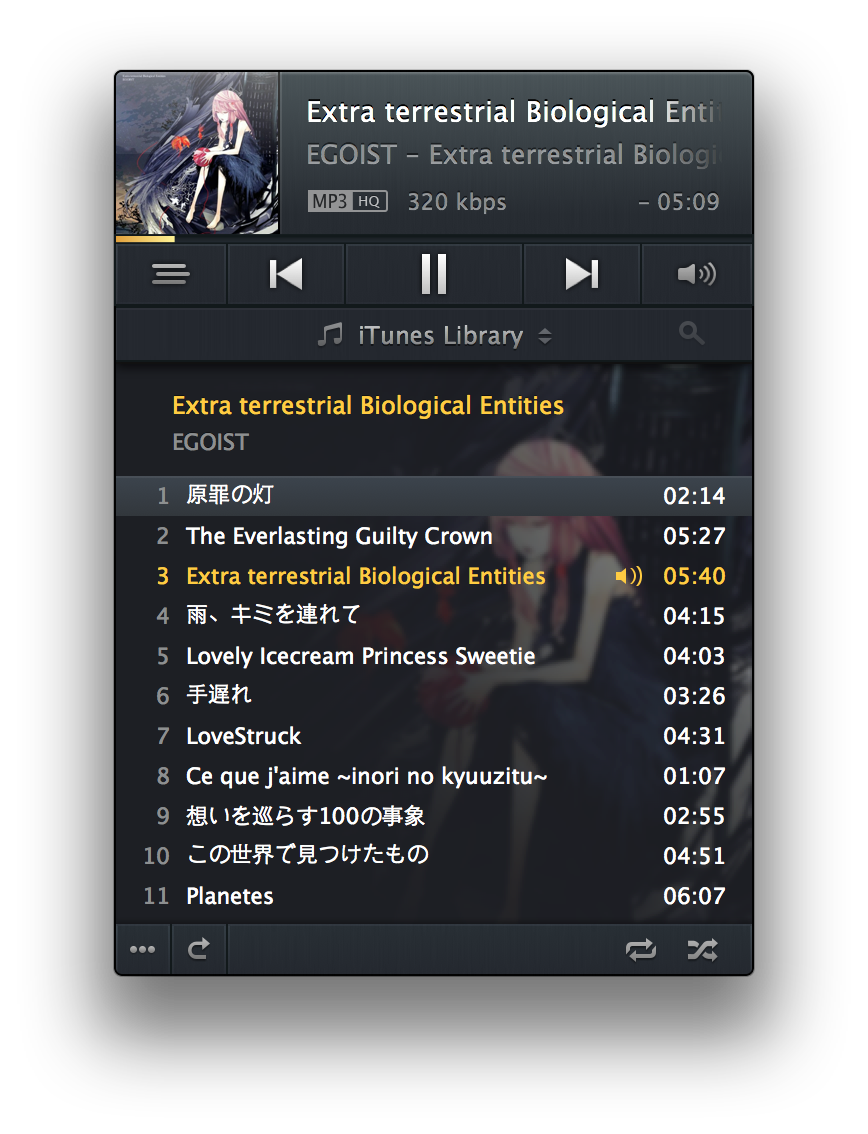 Extra terrestrial Biological Enti
EGOIST – Extra terrestrial Biologi
MP3 HQ 320 kbps – 05:09
iTunes Library
Extra terrestrial Biological Entities
EGOIST
1 原罪の灯 02:14
2 The Everlasting Guilty Crown 05:27
3 Extra terrestrial Biological Entities 05:40
4 雨、キミを連れて 04:15
5 Lovely Icecream Princess Sweetie 04:03
6 手遅れ 03:26
7 LoveStruck 04:31
8 Ce que j'aime ~inori no kyuuzitu~ 01:07
9 想いを巡らす100の事象 02:55
10 この世界で見つけたもの 04:51
11 Planetes 06:07